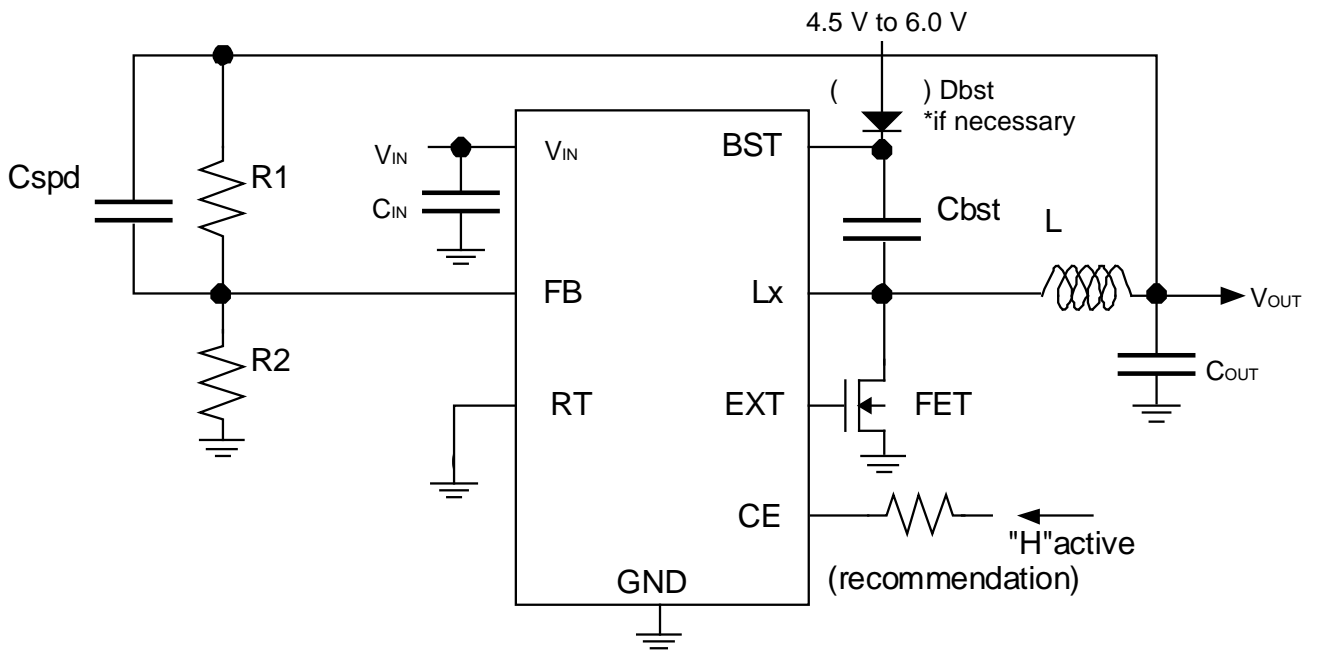 4.5 V to 6.0 V
( ) Dbst
*if necessary
VIN
VIN
BST
Cspd
R1
CIN
Cbst
L
FB
Lx
VOUT
R2
COUT
RT
EXT
FET
CE
"H"active
GND
(recommendation)